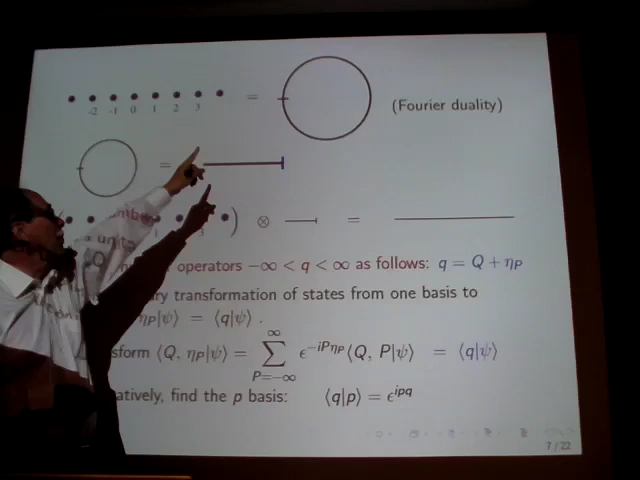 -2 -1 0 1 2 3 = (Fourier duality)
=
) ⊗ =
operators −∞ < q < ∞ as follows: q = Q + η_P
ry transformation of states from one basis to
η_P|ψ⟩ = ⟨q|ψ⟩ .
sform ⟨Q, η_P|ψ⟩ = ∑_{P=−∞}^{∞} ϵ^{−iPη_P}⟨Q, P|ψ⟩ = ⟨q|ψ⟩
atively, find the p basis: ⟨q|p⟩ = ϵ^{ipq}
7 / 22